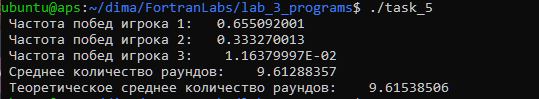 ubuntu@aps:~/dima/FortranLabs/lab_3_programs$ ./task_5
Частота побед игрока 1:   0.655092001
Частота побед игрока 2:   0.333270013
Частота побед игрока 3:   1.16379997E-02
Среднее количество раундов:   9.61288357
Теоретическое среднее количество раундов:   9.61538506